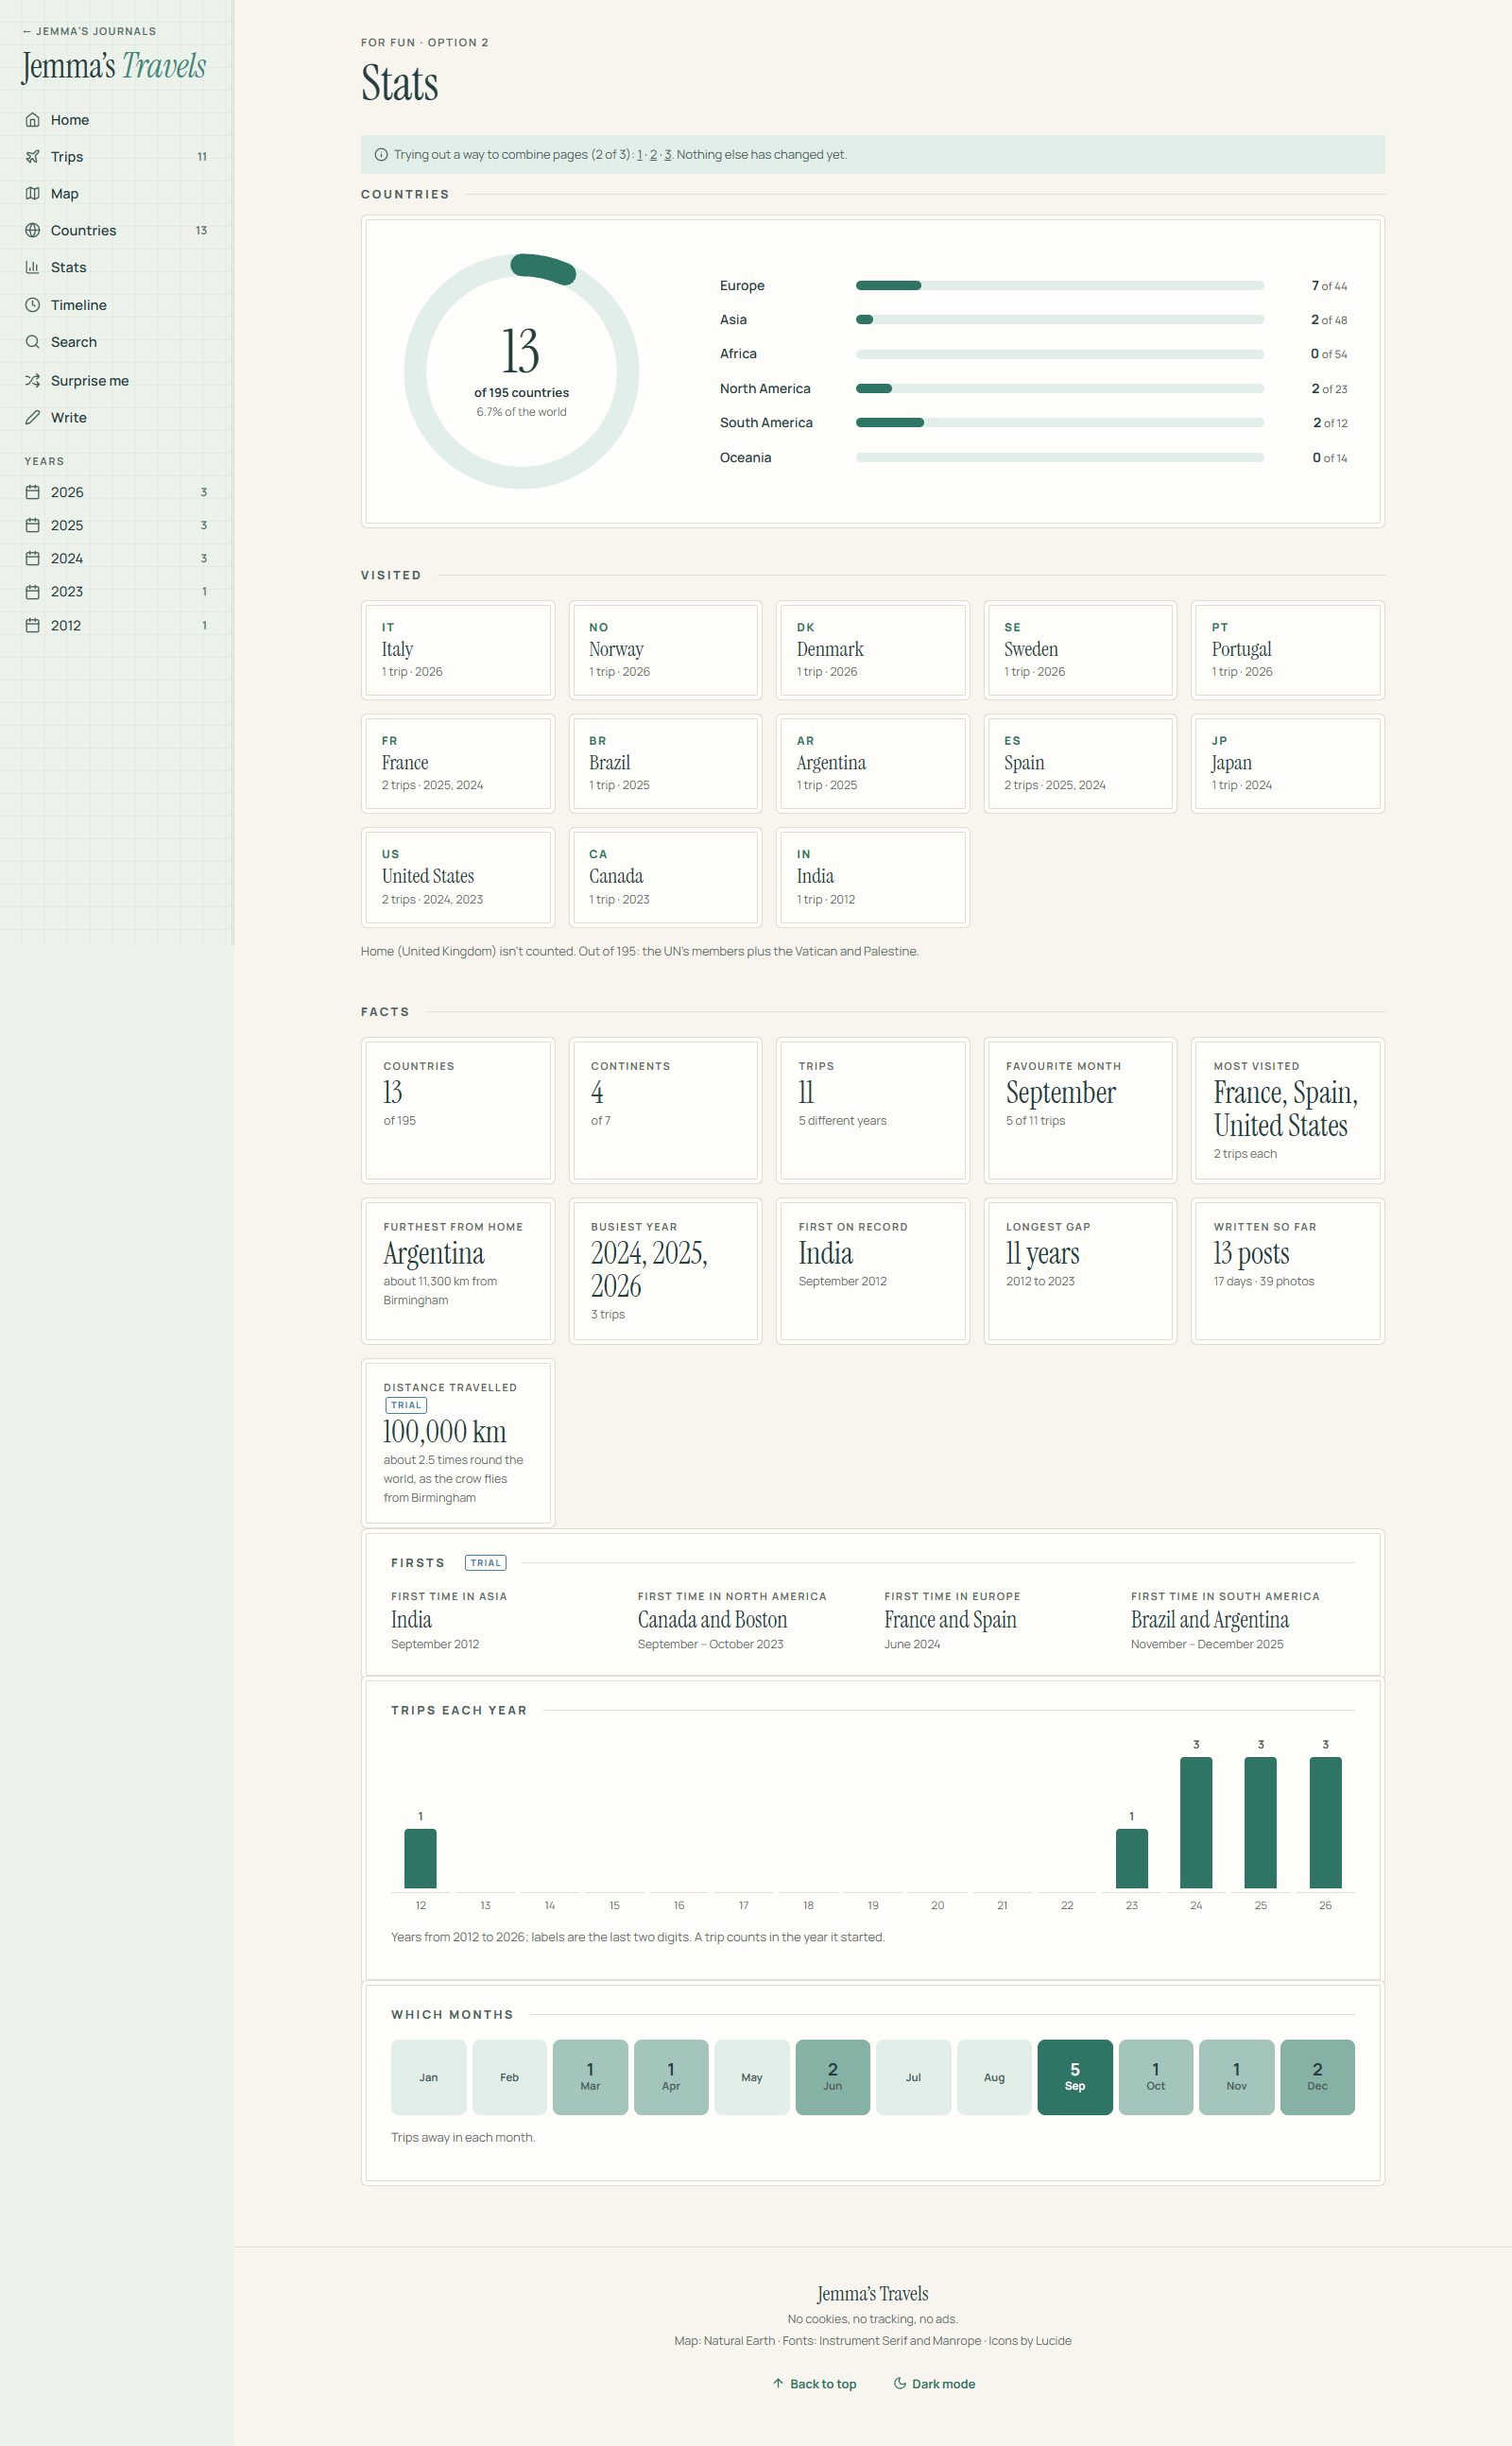 ← JEMMA'S JOURNALS
Jemma's Travels
Home
Trips 11
Map
Countries 13
Stats
Timeline
Search
Surprise me
Write
YEARS
2026 3
2025 3
2024 3
2023 1
2012 1
FOR FUN · OPTION 2
Stats
Trying out a way to combine pages (2 of 3): 1 · 2 · 3. Nothing else has changed yet.
COUNTRIES
13
of 195 countries
6.7% of the world
Europe 7 of 44
Asia 2 of 48
Africa 0 of 54
North America 2 of 23
South America 2 of 12
Oceania 0 of 14
VISITED
IT
Italy
1 trip · 2026
NO
Norway
1 trip · 2026
DK
Denmark
1 trip · 2026
SE
Sweden
1 trip · 2026
PT
Portugal
1 trip · 2026
FR
France
2 trips · 2025, 2024
BR
Brazil
1 trip · 2025
AR
Argentina
1 trip · 2025
ES
Spain
2 trips · 2025, 2024
JP
Japan
1 trip · 2024
US
United States
2 trips · 2024, 2023
CA
Canada
1 trip · 2023
IN
India
1 trip · 2012
Home (United Kingdom) isn't counted. Out of 195: the UN's members plus the Vatican and Palestine.
FACTS
COUNTRIES
13
of 195
CONTINENTS
4
of 7
TRIPS
11
5 different years
FAVOURITE MONTH
September
5 of 11 trips
MOST VISITED
France, Spain,
United States
2 trips each
FURTHEST FROM HOME
Argentina
about 11,300 km from
Birmingham
BUSIEST YEAR
2024, 2025,
2026
3 trips
FIRST ON RECORD
India
September 2012
LONGEST GAP
11 years
2012 to 2023
WRITTEN SO FAR
13 posts
17 days · 39 photos
DISTANCE TRAVELLED
TRIAL
100,000 km
about 2.5 times round the
world, as the crow flies
from Birmingham
FIRSTS TRIAL
FIRST TIME IN ASIA
India
September 2012
FIRST TIME IN NORTH AMERICA
Canada and Boston
September – October 2023
FIRST TIME IN EUROPE
France and Spain
June 2024
FIRST TIME IN SOUTH AMERICA
Brazil and Argentina
November – December 2025
TRIPS EACH YEAR
1 1 3 3 3
12 13 14 15 16 17 18 19 20 21 22 23 24 25 26
Years from 2012 to 2026; labels are the last two digits. A trip counts in the year it started.
WHICH MONTHS
Jan
Feb
1
Mar
1
Apr
May
2
Jun
Jul
Aug
5
Sep
1
Oct
1
Nov
2
Dec
Trips away in each month.
Jemma's Travels
No cookies, no tracking, no ads.
Map: Natural Earth · Fonts: Instrument Serif and Manrope · Icons by Lucide
Back to top Dark mode